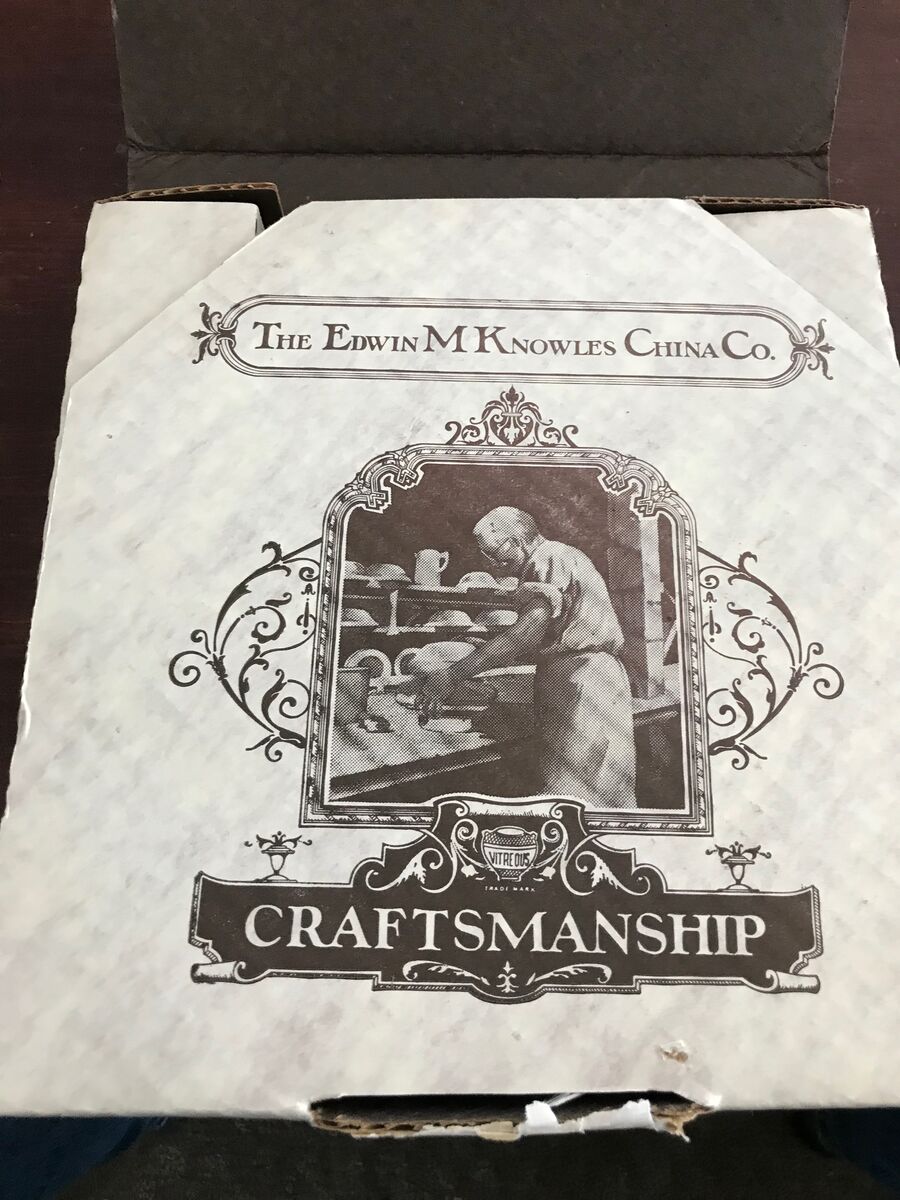 THE EDWIN M KNOWLES CHINA CO.
VITREOUS
TRADE MARK
CRAFTSMANSHIP